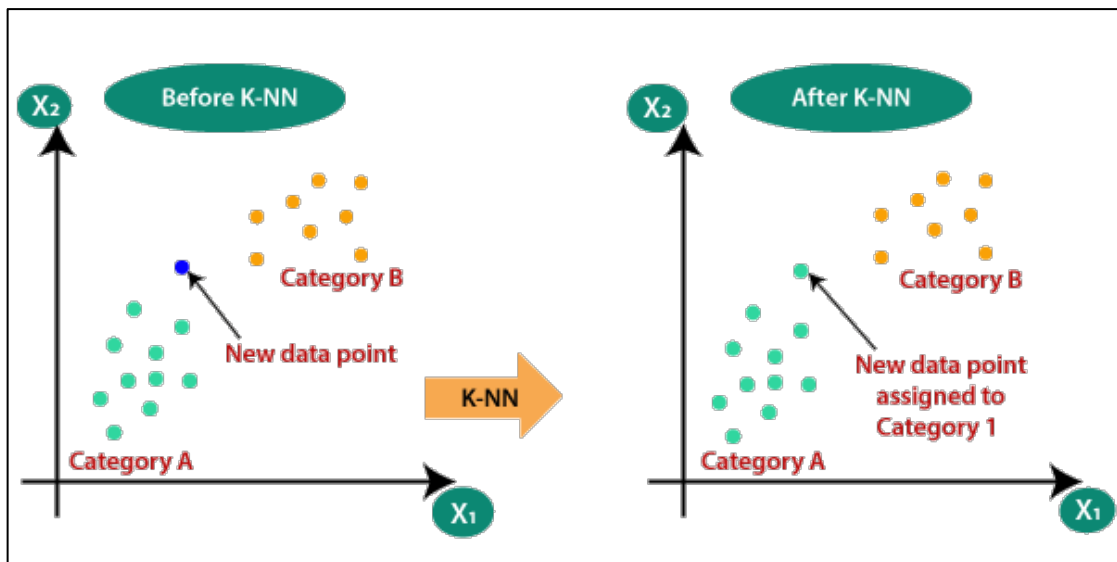 Before K-NN
X₂
Category B
New data point
Category A
X₁
K-NN
After K-NN
X₂
Category B
New data point
assigned to
Category 1
Category A
X₁